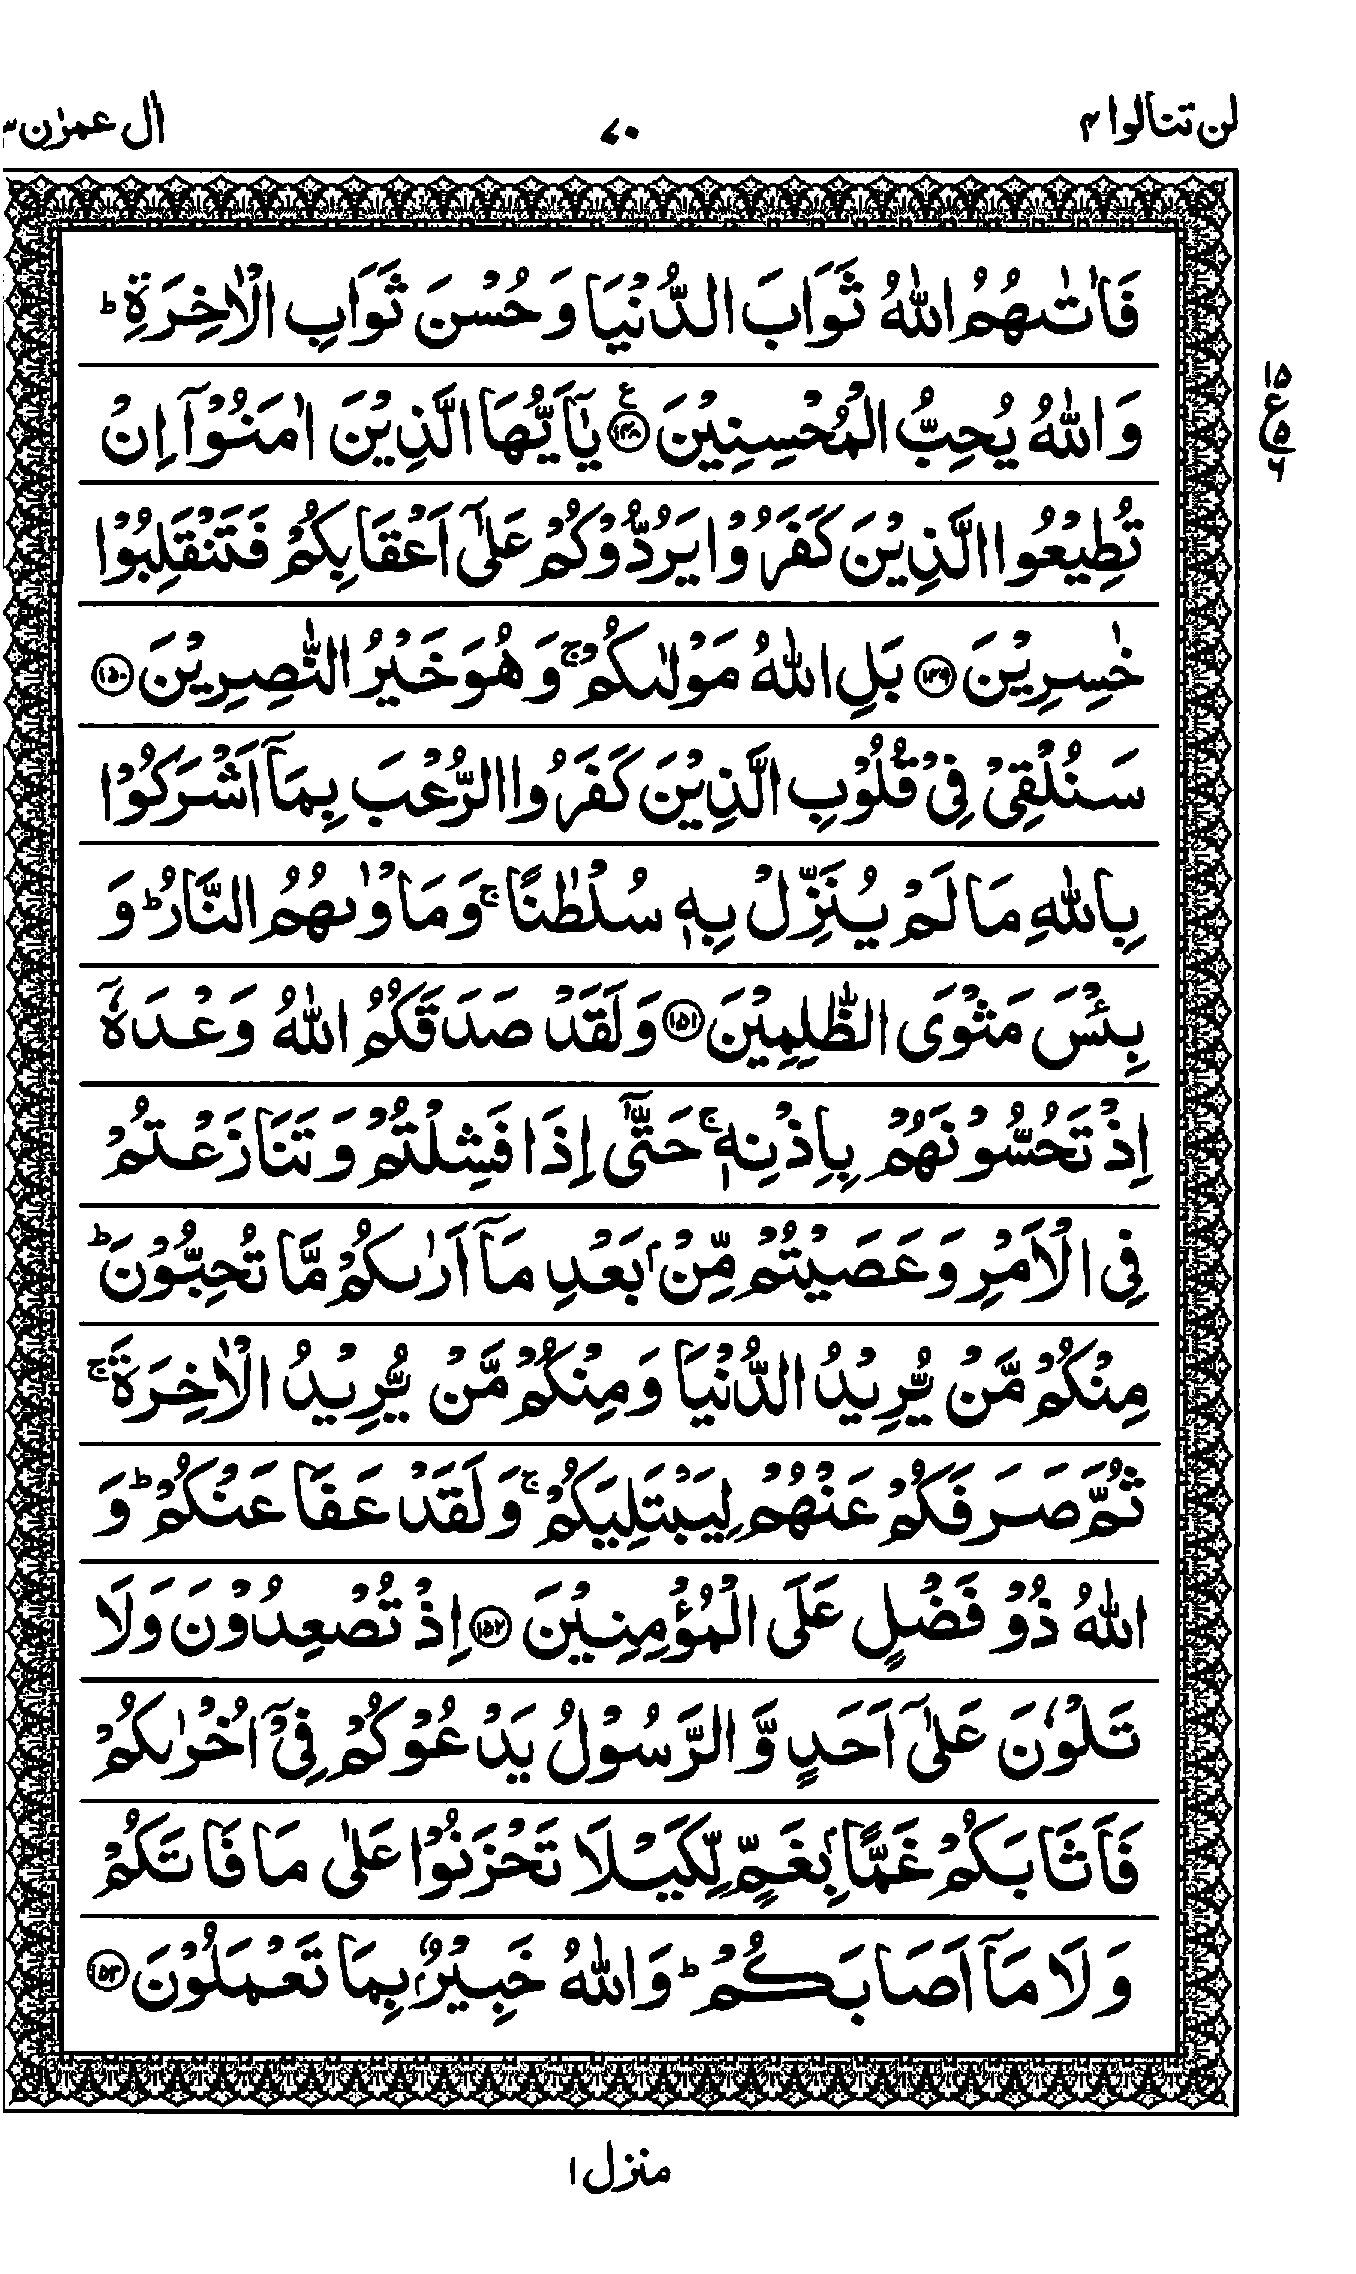 لن تنالوا ۴ ۷۰ اٰل عمرٰن ۳
فَاٰتٰىهُمُ اللّٰهُ ثَوَابَ الدُّنْيَا وَحُسْنَ ثَوَابِ الْاٰخِرَةِ ؕ
وَاللّٰهُ يُحِبُّ الْمُحْسِنِيْنَ ﴿۱۴۸﴾ ع يٰۤاَيُّهَا الَّذِيْنَ اٰمَنُوْۤا اِنْ
۱۵ ع ۵ ۶
تُطِيْعُوا الَّذِيْنَ كَفَرُوْا يَرُدُّوْكُمْ عَلٰۤى اَعْقَابِكُمْ فَتَنْقَلِبُوْا
خٰسِرِيْنَ ﴿۱۴۹﴾ بَلِ اللّٰهُ مَوْلٰىكُمْ ۚ وَهُوَ خَيْرُ النّٰصِرِيْنَ ﴿۱۵۰﴾
سَنُلْقِيْ فِيْ قُلُوْبِ الَّذِيْنَ كَفَرُوا الرُّعْبَ بِمَاۤ اَشْرَكُوْا
بِاللّٰهِ مَا لَمْ يُنَزِّلْ بِهٖ سُلْطٰنًا ۚ وَمَاْوٰىهُمُ النَّارُ ؕ وَ
بِئْسَ مَثْوَى الظّٰلِمِيْنَ ﴿۱۵۱﴾ وَلَقَدْ صَدَقَكُمُ اللّٰهُ وَعْدَهٗۤ
اِذْ تَحُسُّوْنَهُمْ بِاِذْنِهٖ ۚ حَتّٰۤى اِذَا فَشِلْتُمْ وَتَنَازَعْتُمْ
فِي الْاَمْرِ وَعَصَيْتُمْ مِّنْۢ بَعْدِ مَاۤ اَرٰىكُمْ مَّا تُحِبُّوْنَ ؕ
مِنْكُمْ مَّنْ يُّرِيْدُ الدُّنْيَا وَمِنْكُمْ مَّنْ يُّرِيْدُ الْاٰخِرَةَ ۚ
ثُمَّ صَرَفَكُمْ عَنْهُمْ لِيَبْتَلِيَكُمْ ۚ وَلَقَدْ عَفَا عَنْكُمْ ؕ وَ
اللّٰهُ ذُوْ فَضْلٍ عَلَى الْمُؤْمِنِيْنَ ﴿۱۵۲﴾ اِذْ تُصْعِدُوْنَ وَلَا
تَلْوٗنَ عَلٰۤى اَحَدٍ وَّالرَّسُوْلُ يَدْعُوْكُمْ فِيْۤ اُخْرٰىكُمْ
فَاَثَابَكُمْ غَمًّۢا بِغَمٍّ لِّكَيْلَا تَحْزَنُوْا عَلٰى مَا فَاتَكُمْ
وَلَا مَاۤ اَصَابَكُمْ ؕ وَاللّٰهُ خَبِيْرٌۢ بِمَا تَعْمَلُوْنَ ﴿۱۵۳﴾
منزل ۱